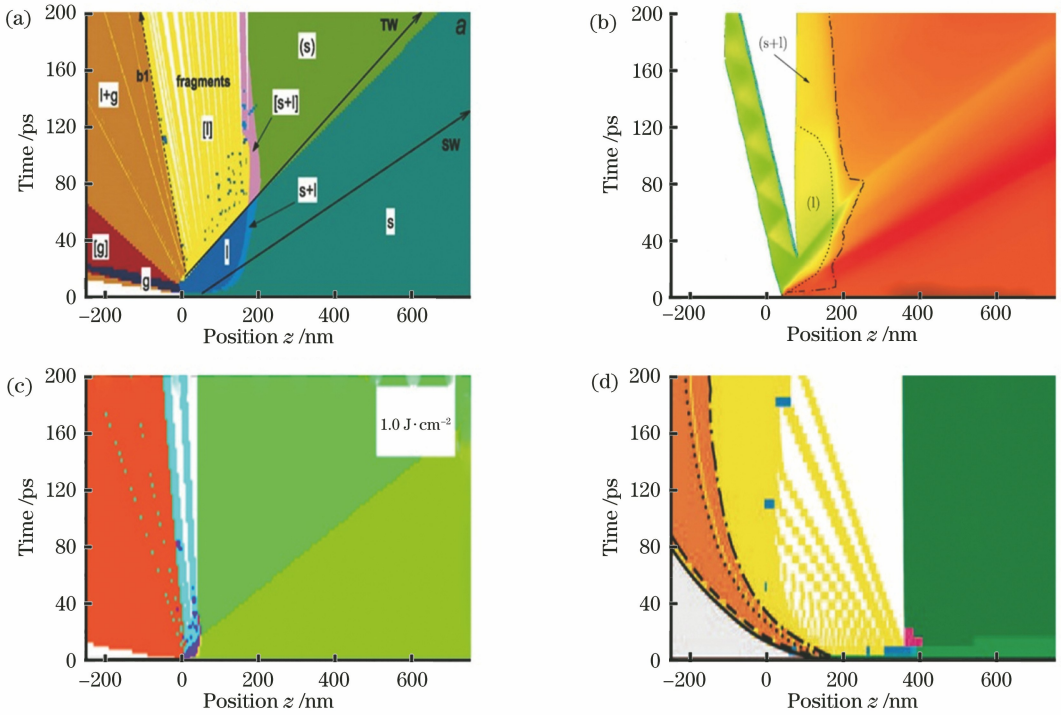 (a)
200
160
120
80
40
0
Time /ps
−200
0
200
400
600
Position z /nm
l+g
b1
fragments
[l]
(s)
TW
a
[s+l]
SW
s+l
s
l
[g]
g
(b)
200
160
120
80
40
0
Time /ps
−200
0
200
400
600
Position z /nm
(s+l)
(l)
(c)
200
160
120
80
40
0
Time /ps
−200
0
200
400
600
Position z /nm
1.0 J·cm−2
(d)
200
160
120
80
40
0
Time /ps
−200
0
200
400
600
Position z /nm